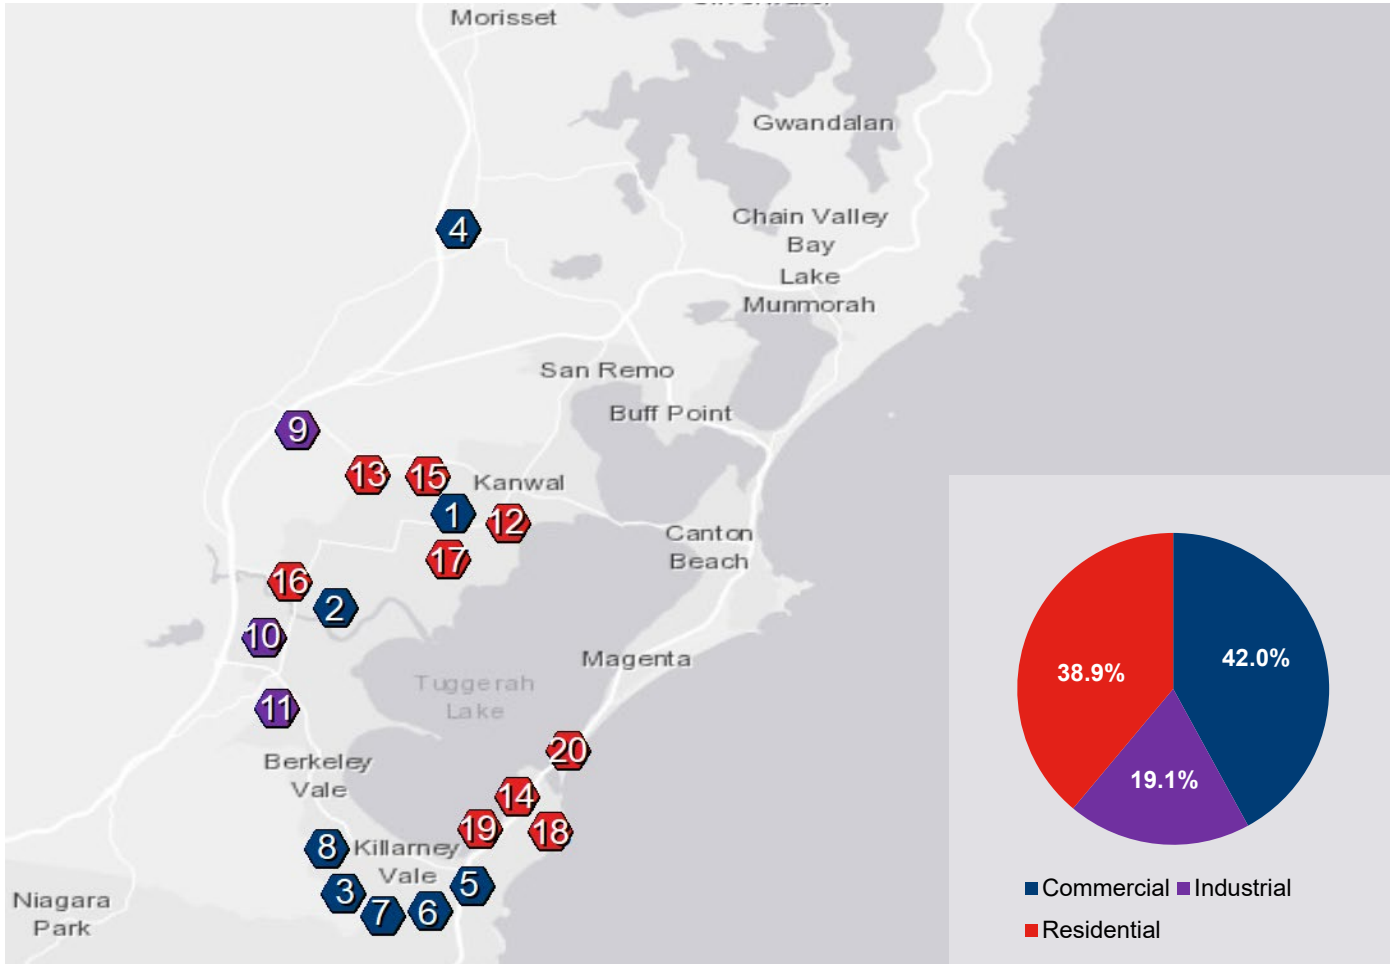 Morisset
Gwandalan
4
Chain Valley
Bay
Lake
Munmorah
San Remo
Buff Point
9
13
15
Kanwal
1
12
Canton
Beach
17
16
2
10
Magenta
Tuggerah
Lake
11
20
Berkeley
Vale
14
19
18
8
Killarney
Vale
3
5
7
6
Niagara
Park
42.0%
38.9%
19.1%
Commercial Industrial
Residential